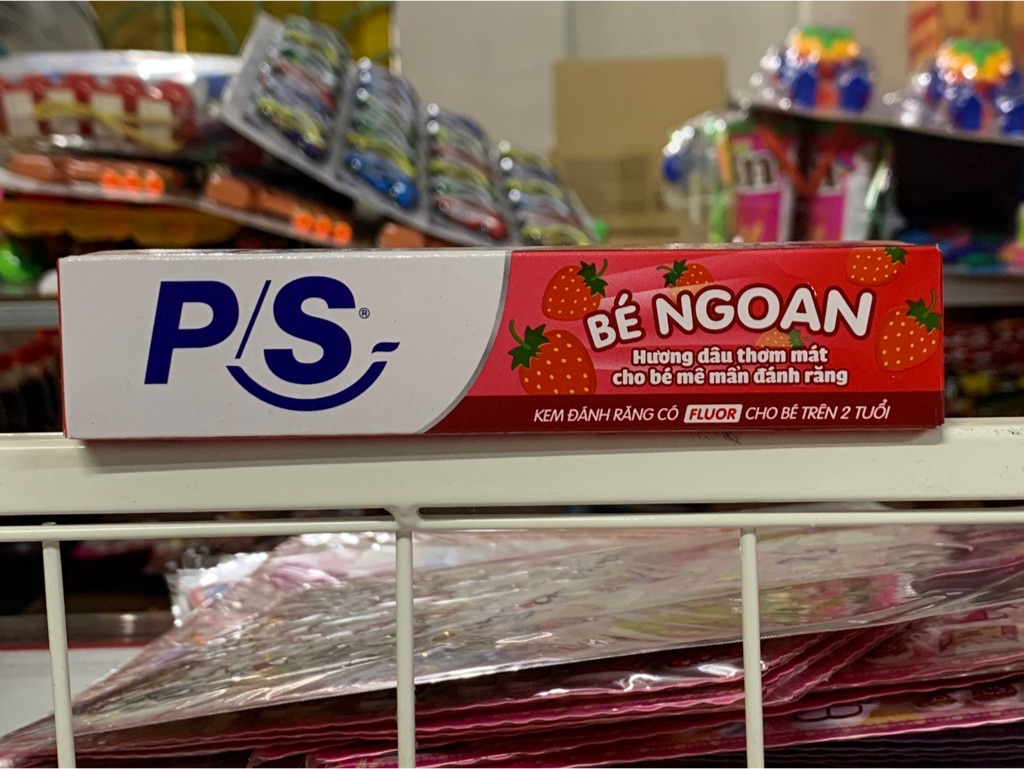 P/S®
BÉ NGOAN
Hương dâu thơm mát
cho bé mê mẩn đánh răng
KEM ĐÁNH RĂNG CÓ FLUOR CHO BÉ TRÊN 2 TUỔI